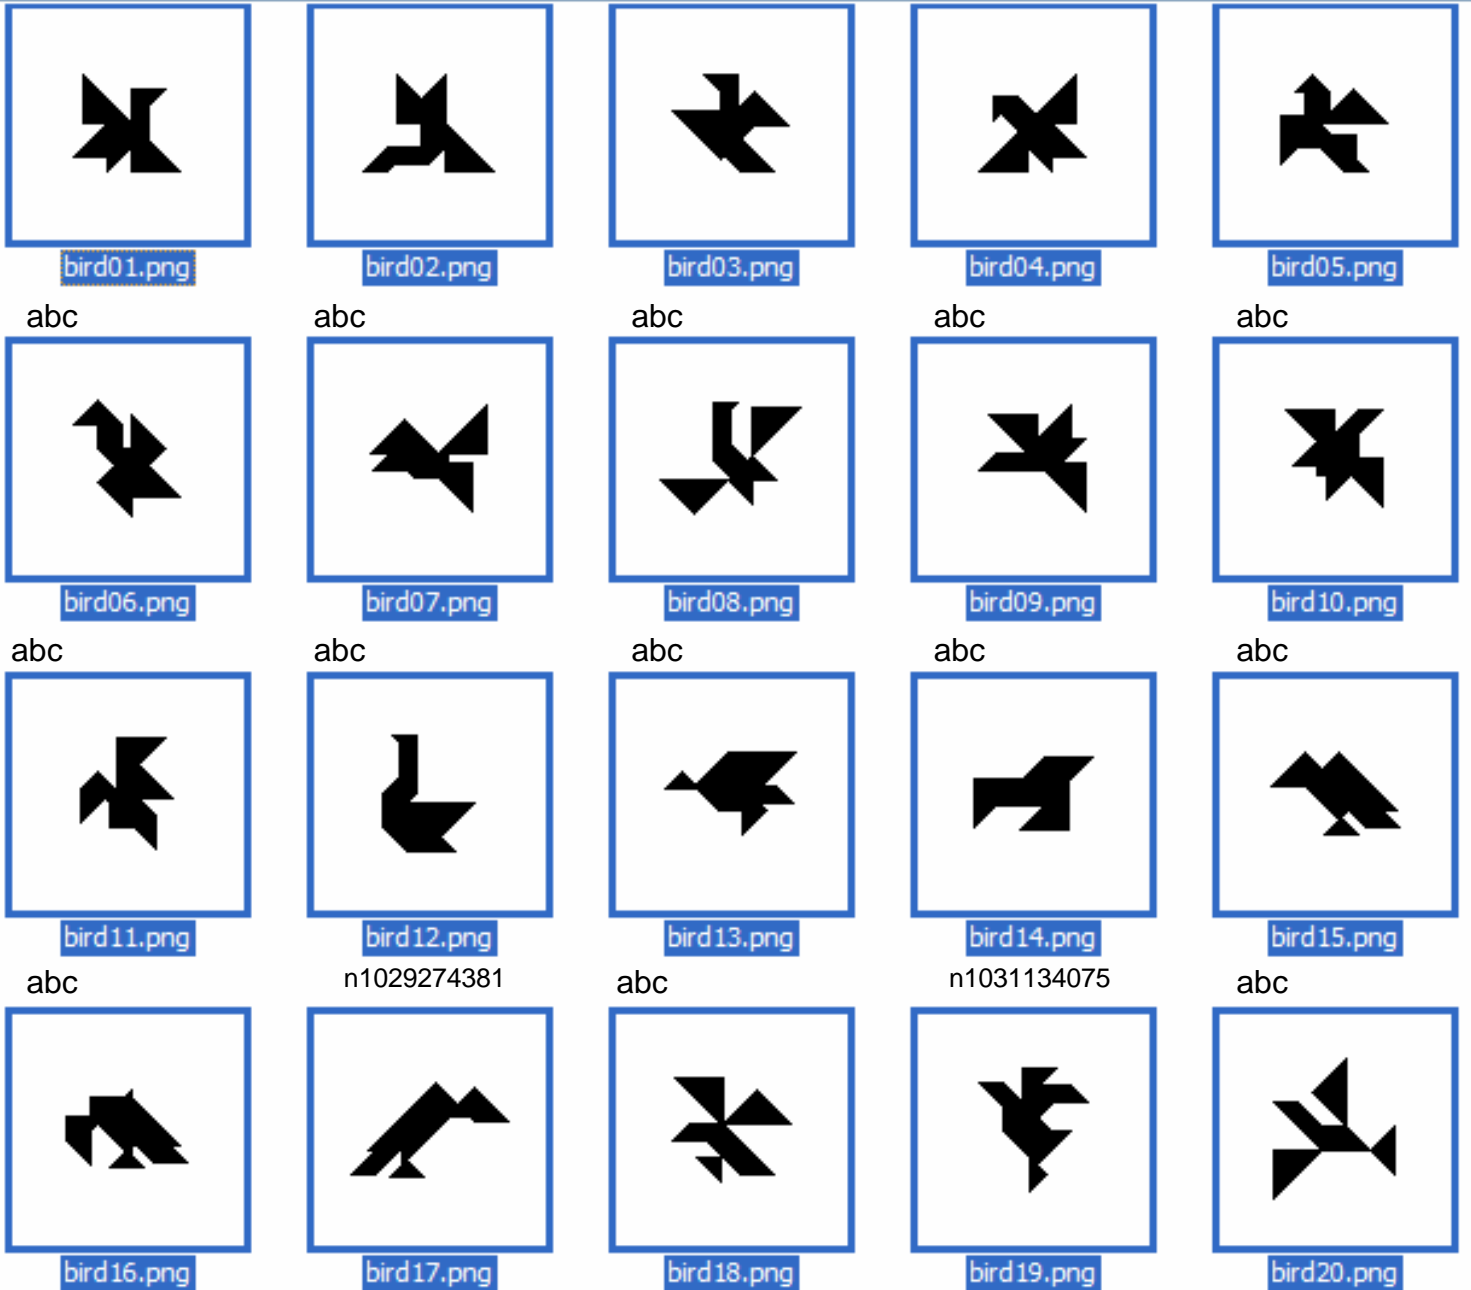 bird01.png bird02.png bird03.png bird04.png bird05.png
abc abc abc abc abc
bird06.png bird07.png bird08.png bird09.png bird10.png
abc abc abc abc abc
bird11.png bird12.png bird13.png bird14.png bird15.png
abc n1029274381 abc n1031134075 abc
bird16.png bird17.png bird18.png bird19.png bird20.png